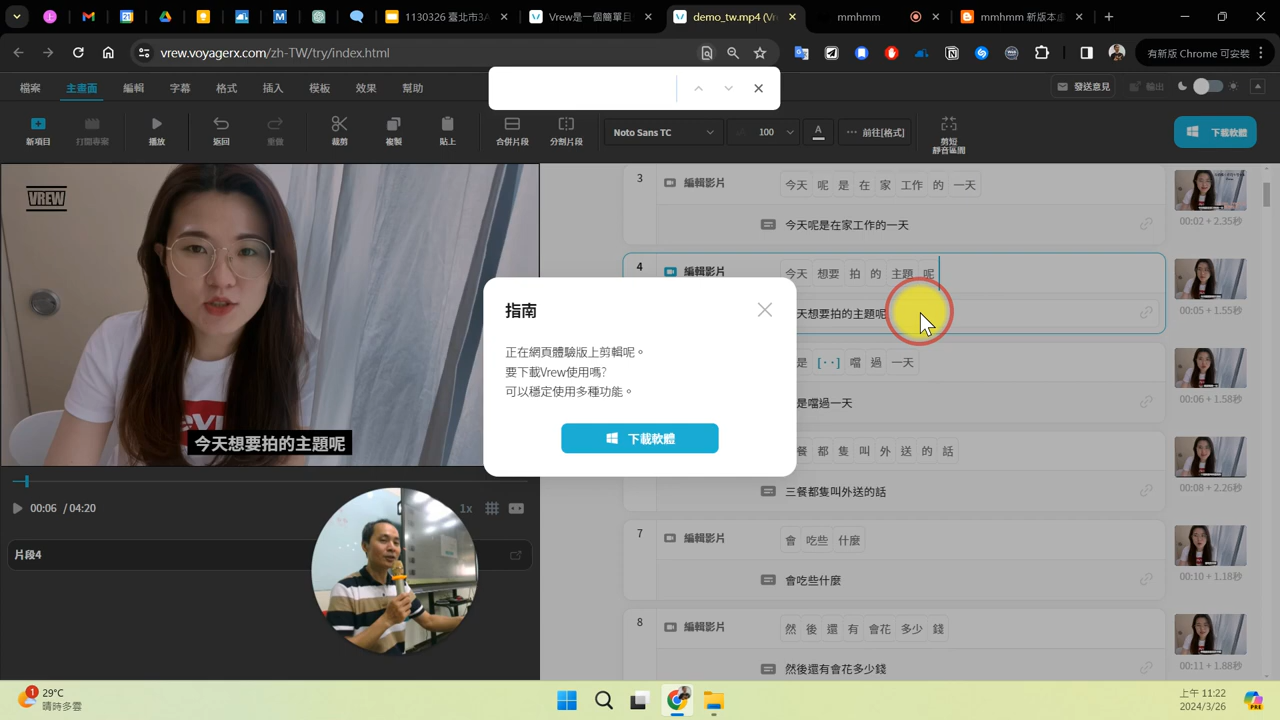 1130326 臺北市3A
Vrew是一個簡單且
demo_tw.mp4 (Vr
mmhmm
mmhmm 新版本虛
vrew.voyagerx.com/zh-TW/try/index.html
有新版 Chrome 可安裝
檔案 主畫面 編輯 字幕 格式 插入 模板 效果 幫助
發送意見 輸出
新項目 打開專案 播放 返回 重做 裁剪 複製 貼上 合併片段 分割片段
Noto Sans TC 100 A 前往[格式]
剪短
靜音區間
下載軟體
VREW
今天想要拍的主題呢
00:06 / 04:20
1x
片段4
3 編輯影片 今天 呢 是 在 家 工作 的 一天
今天呢是在家工作的一天
00:02 + 2.35秒
4 編輯影片 今天 想要 拍 的 主題 呢
天想要拍的主題呢
00:05 + 1.55秒
是 [··] 噹 過 一天
是噹過一天
00:06 + 1.58秒
餐 都 隻 叫 外 送 的 話
三餐都隻叫外送的話
00:08 + 2.26秒
7 編輯影片 會 吃些 什麼
會吃些什麼
00:10 + 1.18秒
8 編輯影片 然 後 還 有 會花 多少 錢
然後還有會花多少錢
00:11 + 1.88秒
指南
正在網頁體驗版上剪輯呢。
要下載Vrew使用嗎?
可以穩定使用多種功能。
下載軟體
1
29°C
晴時多雲
上午 11:22
2024/3/26
PRE